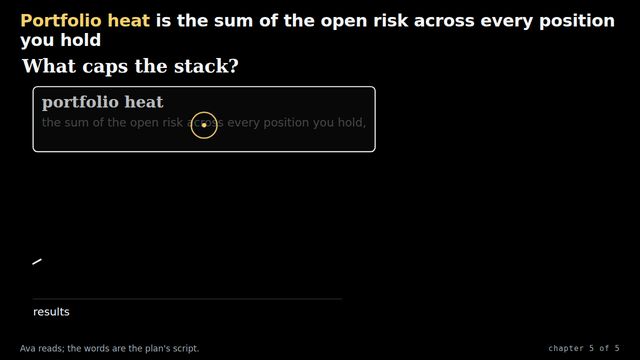 Portfolio heat is the sum of the open risk across every position
you hold
What caps the stack?
portfolio heat
the sum of the open risk across every position you hold,
results
Ava reads; the words are the plan's script.
chapter 5 of 5